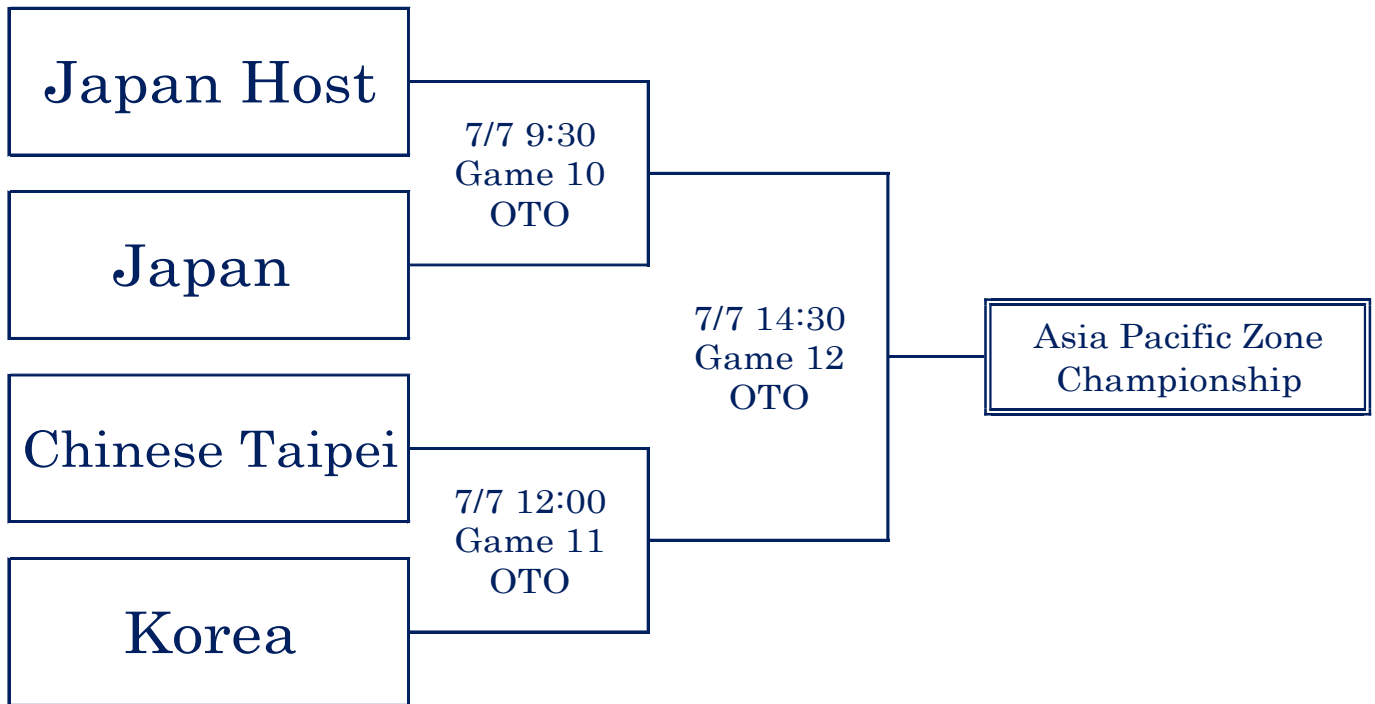 Japan Host
7/7 9:30
Game 10
OTO
Japan
7/7 14:30
Game 12
OTO
Asia Pacific Zone
Championship
Chinese Taipei
7/7 12:00
Game 11
OTO
Korea